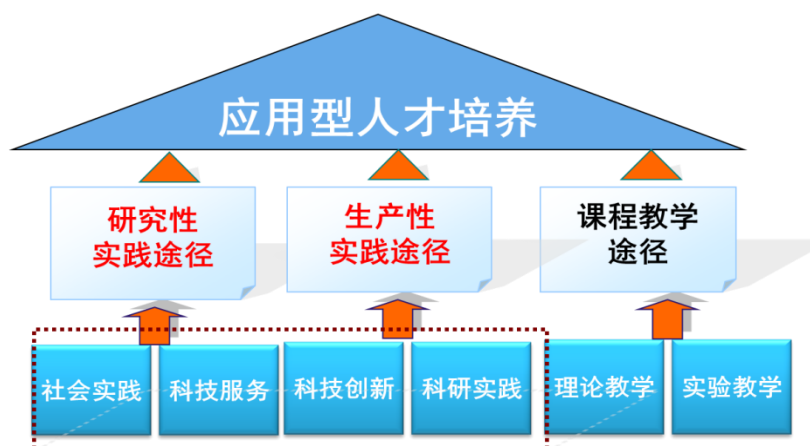 应用型人才培养
研究性
实践途径
生产性
实践途径
课程教学
途径
社会实践
科技服务
科技创新
科研实践
理论教学
实验教学